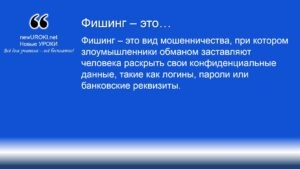 Фишинг – это…
newUROKI.net
Новые УРОКИ
Всё для учителя – всё бесплатно!
Фишинг – это вид мошенничества, при котором
злоумышленники обманом заставляют
человека раскрыть свои конфиденциальные
данные, такие как логины, пароли или
банковские реквизиты.